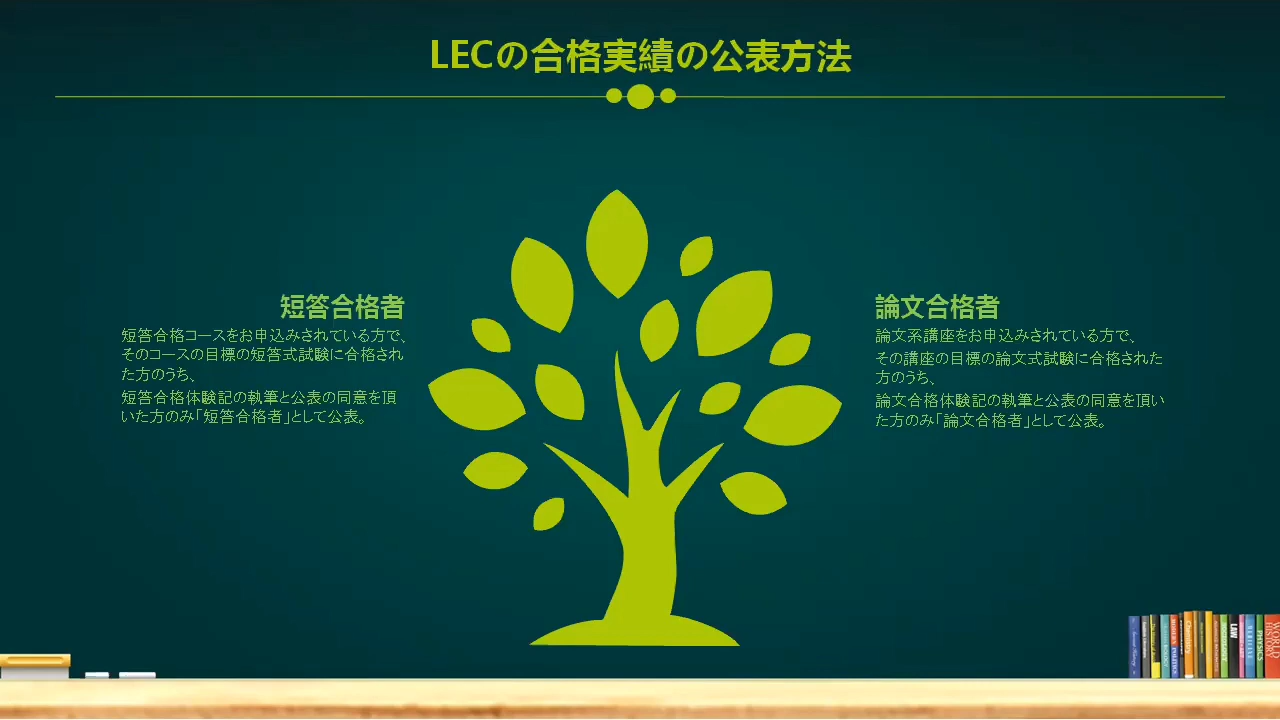 LECの合格実績の公表方法
短答合格者
短答合格コースをお申込みされている方で、
そのコースの目標の短答式試験に合格され
た方のうち、
短答合格体験記の執筆と公表の同意を頂
いた方のみ「短答合格者」として公表。
論文合格者
論文系講座をお申込みされている方で、
その講座の目標の論文式試験に合格された
方のうち、
論文合格体験記の執筆と公表の同意を頂い
た方のみ「論文合格者」として公表。
LAW
PHYSICS
WORLD
HISTORY